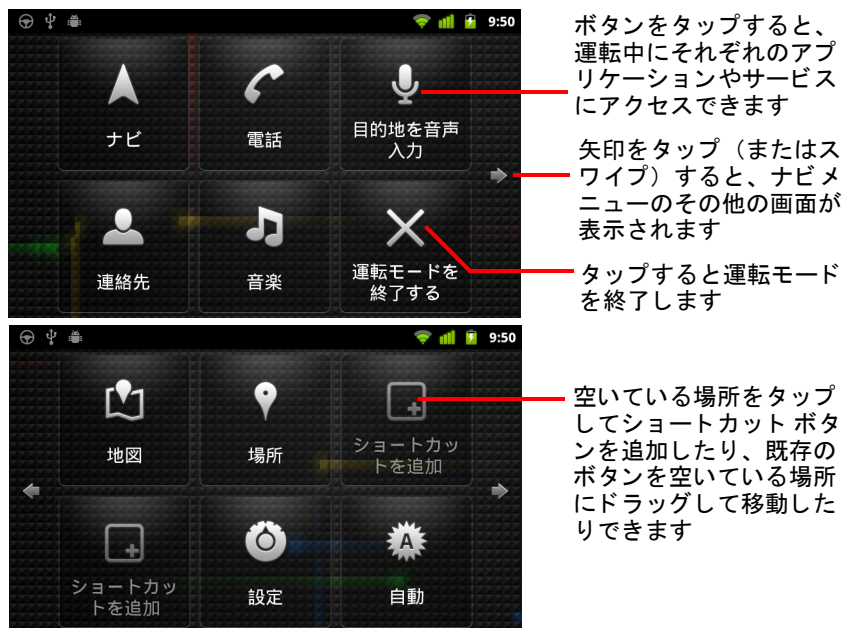 9:50
ナビ
電話
目的地を音声
入力
連絡先
音楽
運転モードを
終了する
ボタンをタップすると、
運転中にそれぞれのアプ
リケーションやサービス
にアクセスできます
矢印をタップ（またはス
ワイプ）すると、ナビメ
ニューのその他の画面が
表示されます
タップすると運転モード
を終了します
9:50
地図
場所
ショートカッ
トを追加
ショートカッ
トを追加
設定
A
自動
空いている場所をタップ
してショートカット ボタ
ンを追加したり、既存の
ボタンを空いている場所
にドラッグして移動した
りできます